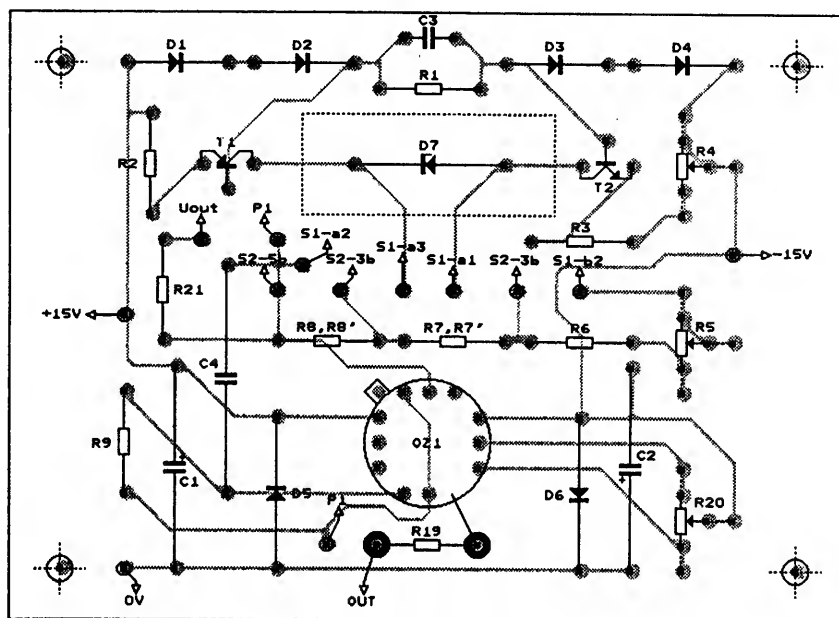 C3
D1 D2 D3 D4
R1
T1 D7 R4
R2 T2
Uout P1 R3
S1-a2
S1-a3 -15V
S2-5b S2-3b S1-a1 S2-3b S1-b2
R21
+15V
R8,R8' R7,R7' R6 R5
C4
R9 OZ1 C2
C1 D5 P1 D6 R20
R19
0V OUT